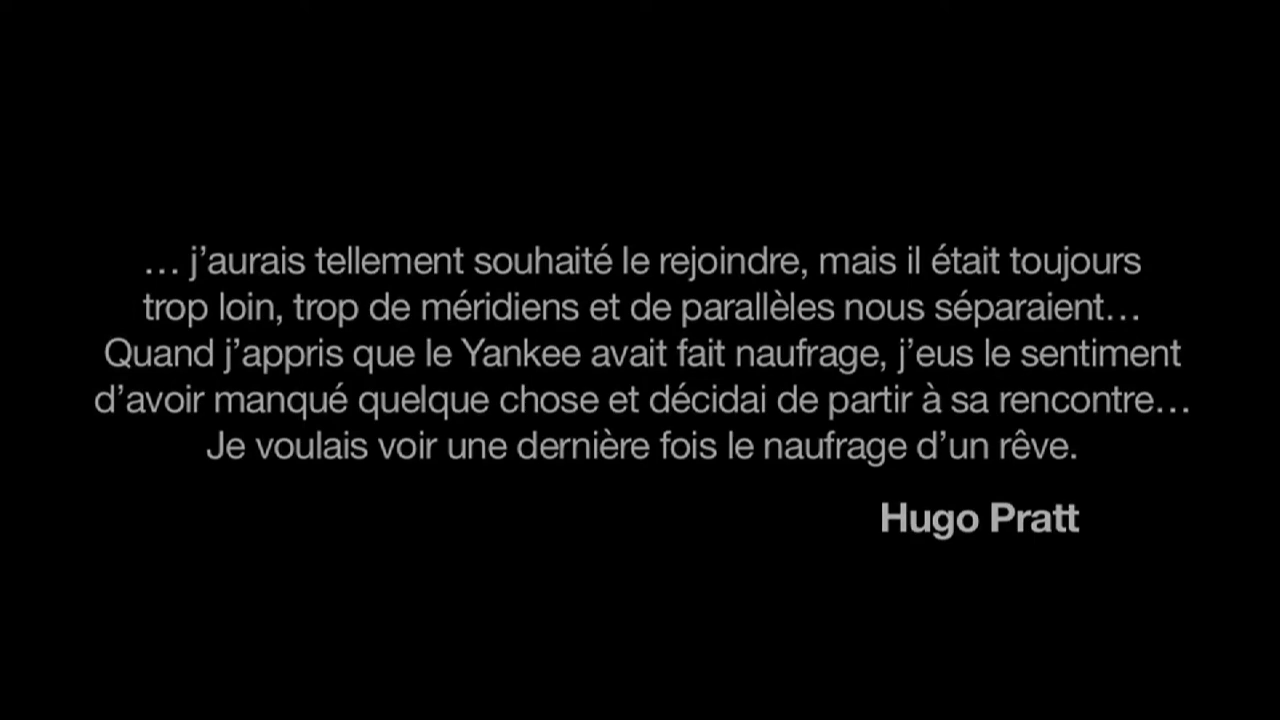 … j’aurais tellement souhaité le rejoindre, mais il était toujours
trop loin, trop de méridiens et de parallèles nous séparaient…
Quand j’appris que le Yankee avait fait naufrage, j’eus le sentiment
d’avoir manqué quelque chose et décidai de partir à sa rencontre…
Je voulais voir une dernière fois le naufrage d’un rêve.
Hugo Pratt